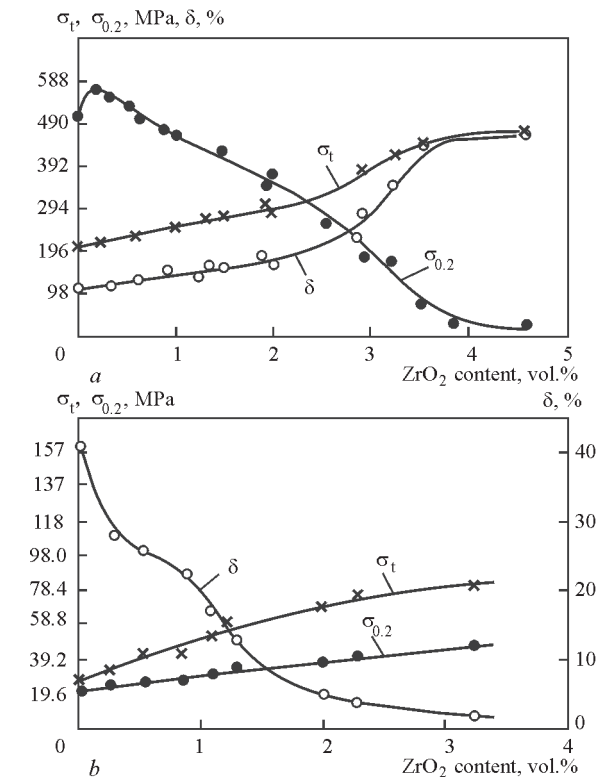 σt, σ0.2, MPa, δ, %
588
490
392
294
196
98
σt
δ
σ0.2
0 1 2 3 4 5
a
ZrO2 content, vol.%
σt, σ0.2, MPa
δ, %
157
137
118
98.0
78.4
58.8
39.2
19.6
40
30
20
10
0
δ
σt
σ0.2
0 1 2 3 4
b
ZrO2 content, vol.%